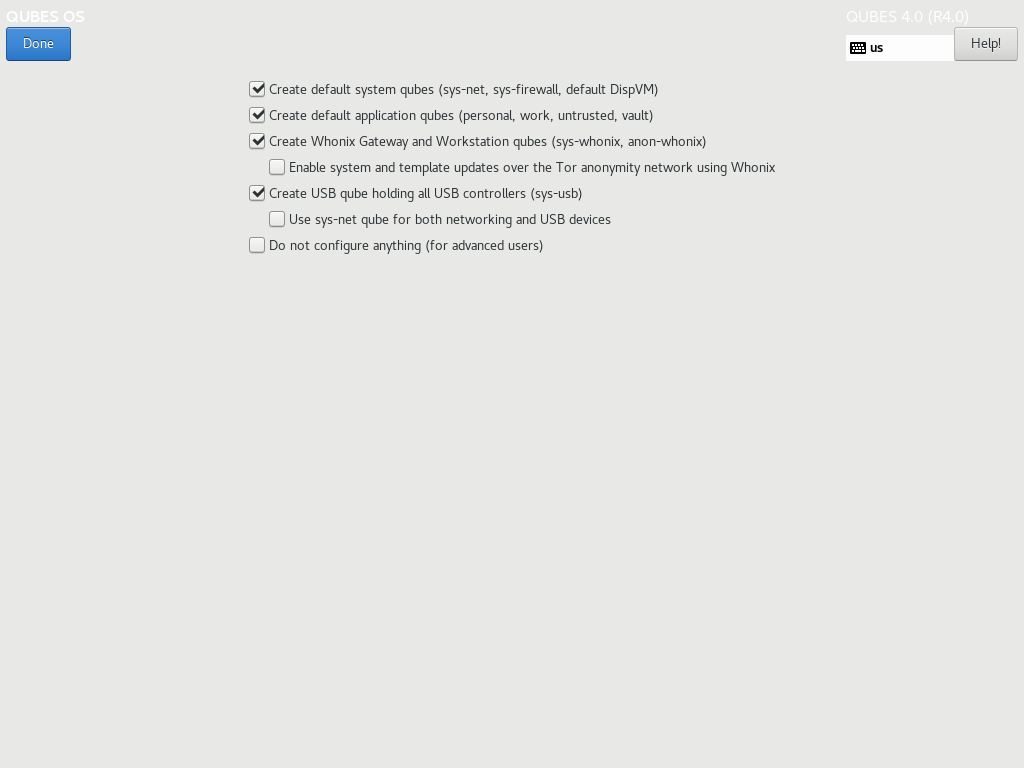 QUBES OS
QUBES 4.0 (R4.0)
Done
us
Help!
Create default system qubes (sys-net, sys-firewall, default DispVM)
Create default application qubes (personal, work, untrusted, vault)
Create Whonix Gateway and Workstation qubes (sys-whonix, anon-whonix)
Enable system and template updates over the Tor anonymity network using Whonix
Create USB qube holding all USB controllers (sys-usb)
Use sys-net qube for both networking and USB devices
Do not configure anything (for advanced users)